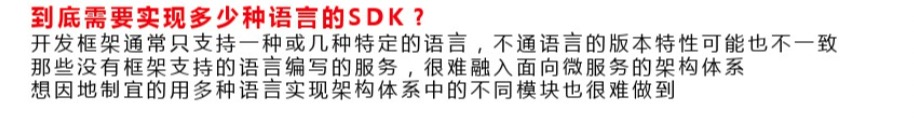 到底需要实现多少种语言的SDK？
开发框架通常只支持一种或几种特定的语言，不通语言的版本特性可能也不一致
那些没有框架支持的语言编写的服务，很难融入面向微服务的架构体系
想因地制宜的用多种语言实现架构体系中的不同模块也很难做到